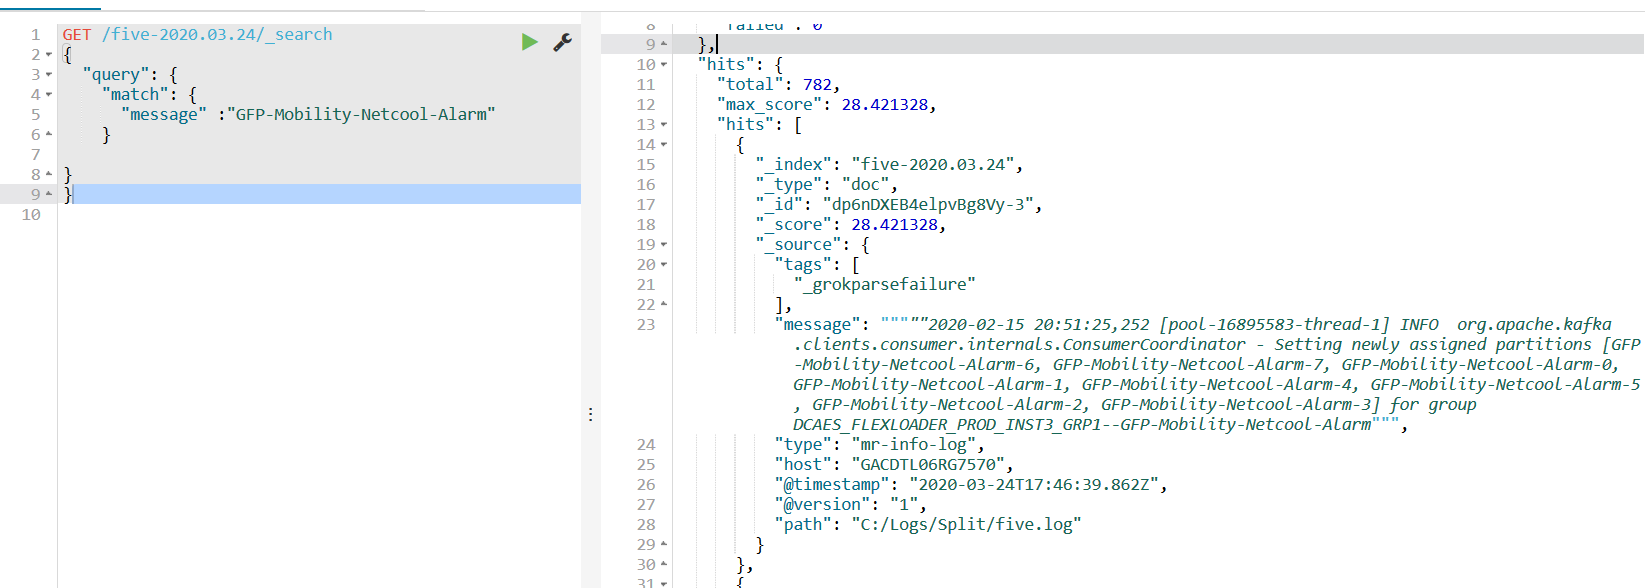 1 GET /five-2020.03.24/_search
2 {
3 "query": {
4 "match": {
5 "message" :"GFP-Mobility-Netcool-Alarm"
6 }
7
8 }
9 }
10
8 "failed": 0
9 },
10 "hits": {
11 "total": 782,
12 "max_score": 28.421328,
13 "hits": [
14 {
15 "_index": "five-2020.03.24",
16 "_type": "doc",
17 "_id": "dp6nDXEB4elpvBg8Vy-3",
18 "_score": 28.421328,
19 "_source": {
20 "tags": [
21 "_grokparsefailure"
22 ],
23 "message": """""2020-02-15 20:51:25,252 [pool-16895583-thread-1] INFO  org.apache.kafka
.clients.consumer.internals.ConsumerCoordinator - Setting newly assigned partitions [GFP
-Mobility-Netcool-Alarm-6, GFP-Mobility-Netcool-Alarm-7, GFP-Mobility-Netcool-Alarm-0,
GFP-Mobility-Netcool-Alarm-1, GFP-Mobility-Netcool-Alarm-4, GFP-Mobility-Netcool-Alarm-5
, GFP-Mobility-Netcool-Alarm-2, GFP-Mobility-Netcool-Alarm-3] for group
DCAES_FLEXLOADER_PROD_INST3_GRP1--GFP-Mobility-Netcool-Alarm""",
24 "type": "mr-info-log",
25 "host": "GACDTL06RG7570",
26 "@timestamp": "2020-03-24T17:46:39.862Z",
27 "@version": "1",
28 "path": "C:/Logs/Split/five.log"
29 }
30 },
31 {